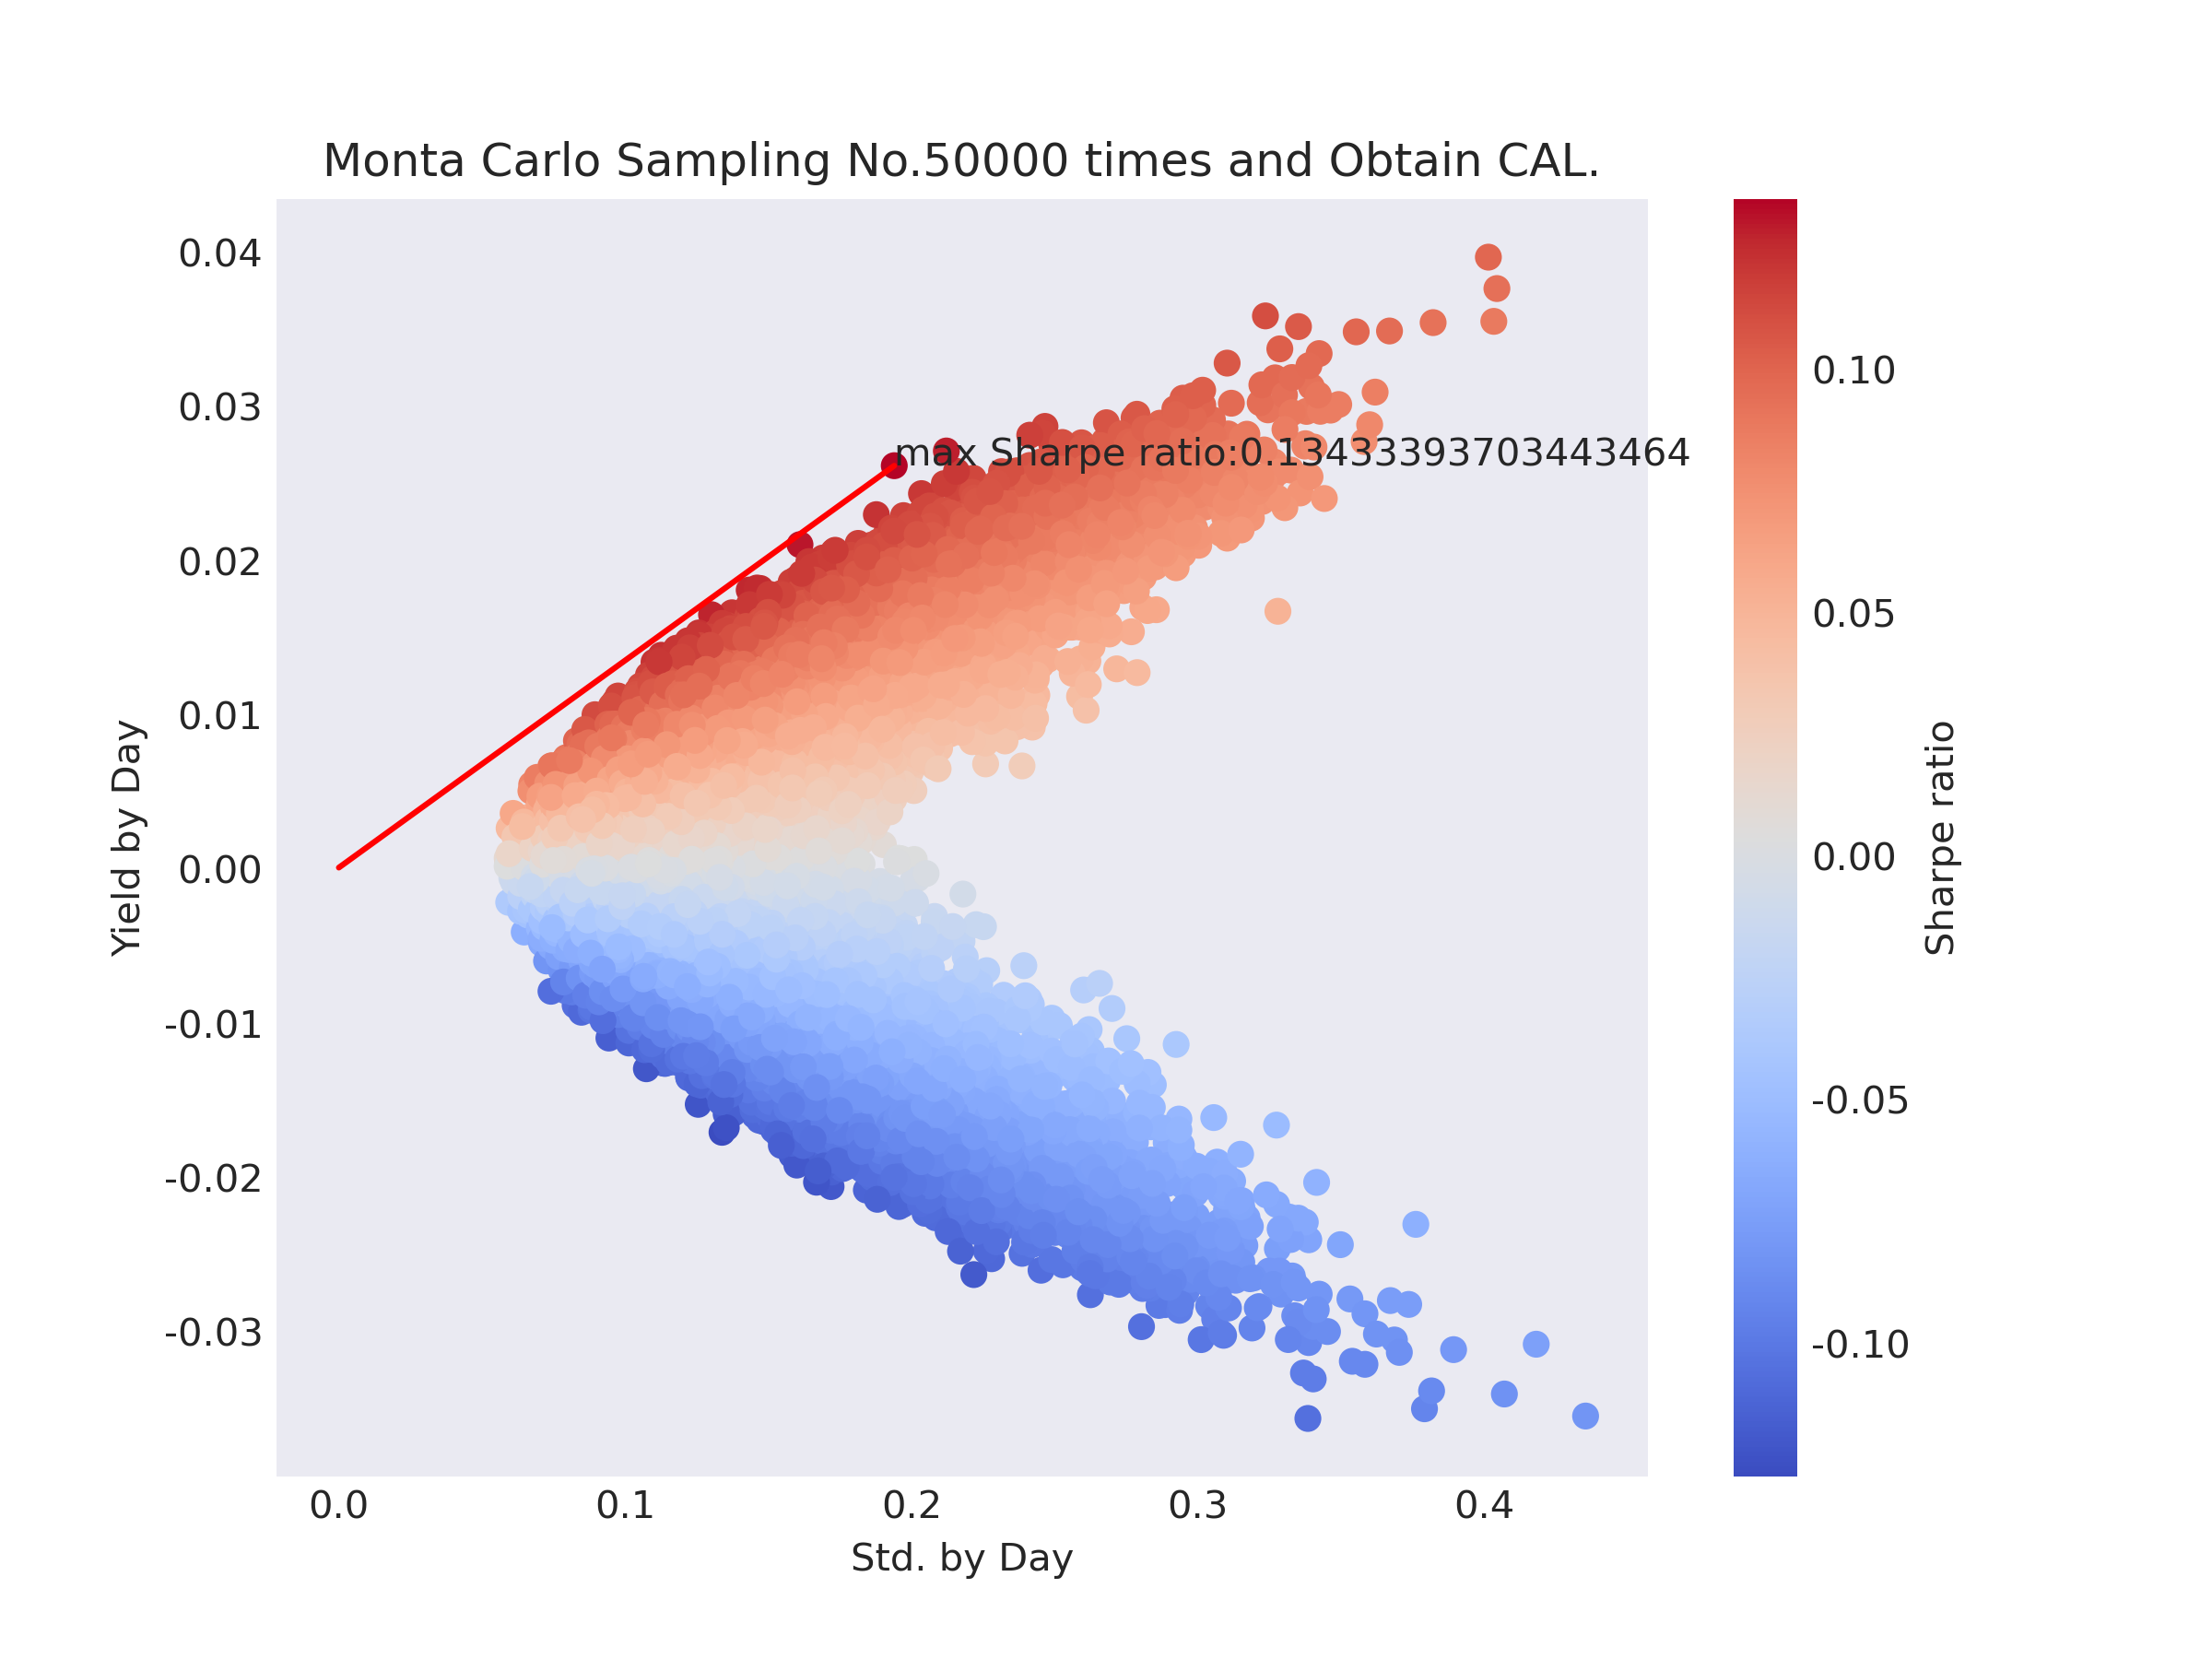 Monta Carlo Sampling No.50000 times and Obtain CAL.
0.04
0.03
0.02
0.01
0.00
-0.01
-0.02
-0.03
Yield by Day
max Sharpe ratio:0.13433393703443464
0.0 0.1 0.2 0.3 0.4
Std. by Day
0.10
0.05
0.00
-0.05
-0.10
Sharpe ratio